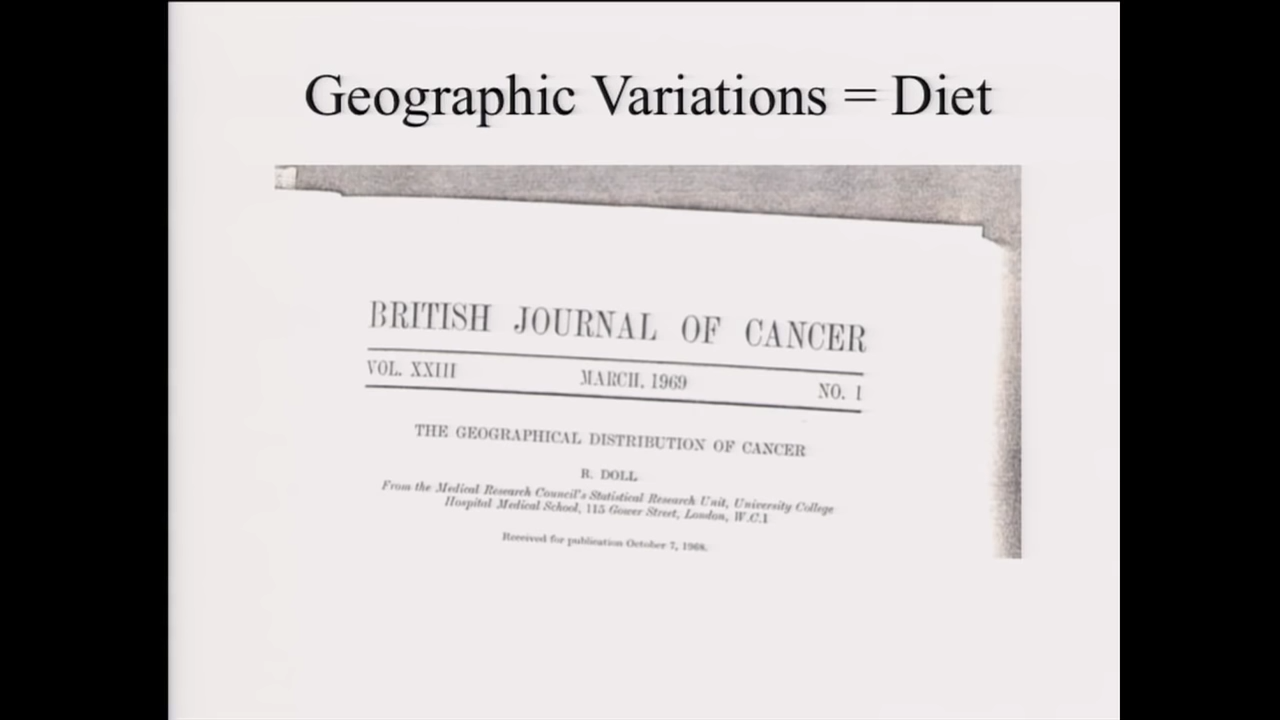 Geographic Variations = Diet
BRITISH JOURNAL OF CANCER
VOL. XXIII MARCH, 1969 NO. 1
THE GEOGRAPHICAL DISTRIBUTION OF CANCER
R. DOLL
From the Medical Research Council's Statistical Research Unit, University College
Hospital Medical School, 115 Gower Street, London, W.C.1
Received for publication October 7, 1968.